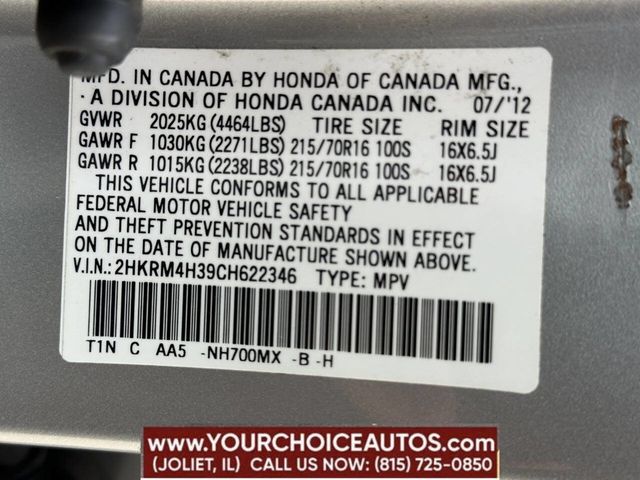 MFD. IN CANADA BY HONDA OF CANADA MFG.,
A DIVISION OF HONDA CANADA INC. 07/'12
GVWR 2025KG(4464LBS) TIRE SIZE RIM SIZE
GAWR F 1030KG(2271LBS) 215/70R16 100S 16X6.5J
GAWR R 1015KG(2238LBS) 215/70R16 100S 16X6.5J
THIS VEHICLE CONFORMS TO ALL APPLICABLE
FEDERAL MOTOR VEHICLE SAFETY
AND THEFT PREVENTION STANDARDS IN EFFECT
ON THE DATE OF MANUFACTURE SHOWN ABOVE.
V.I.N.: 2HKRM4H39CH622346 TYPE: MPV
T1N C AA5 -NH700MX -B -H
WWW.YOURCHOICEAUTOS.COM
(JOLIET, IL) CALL US NOW: (815) 725-0850